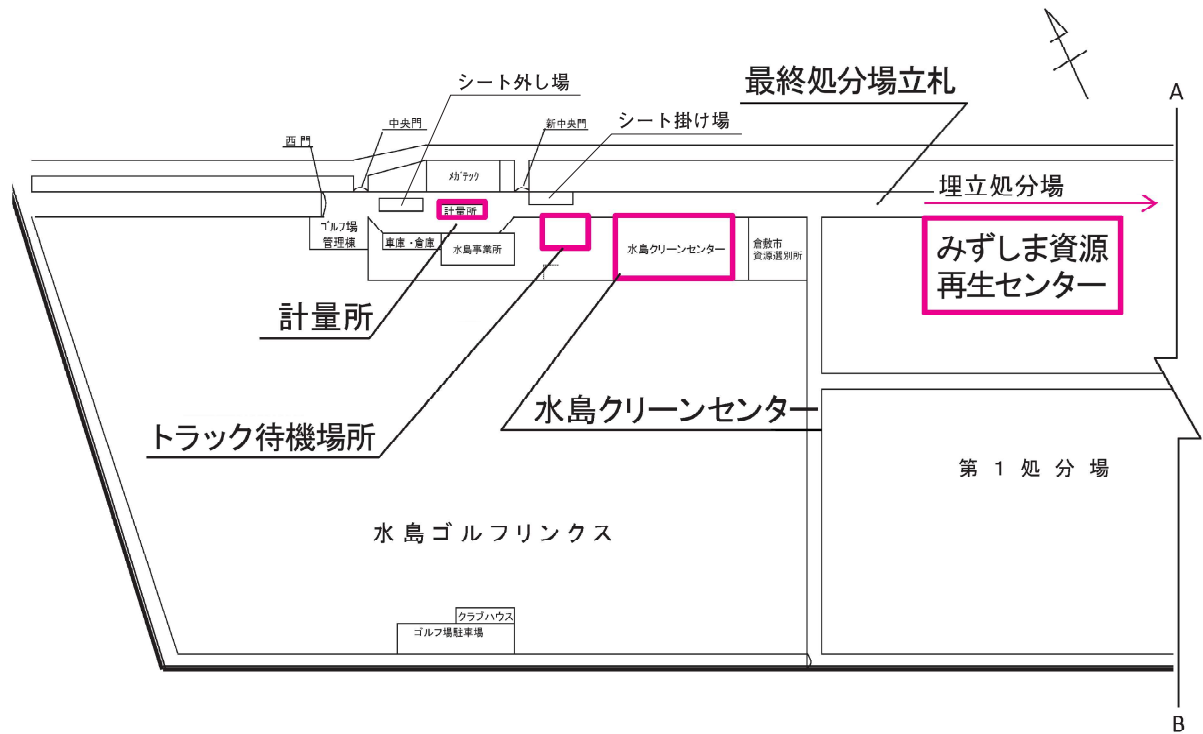 シート外し場
最終処分場立札
A
中央門
新中央門
シート掛け場
西門
メガテック
埋立処分場
計量所
ゴルフ場
管理棟
車庫・倉庫
水島事業所
水島クリーンセンター
倉敷市
資源選別所
みずしま資源
再生センター
計量所
水島クリーンセンター
トラック待機場所
第1処分場
水島ゴルフリンクス
クラブハウス
ゴルフ場駐車場
B